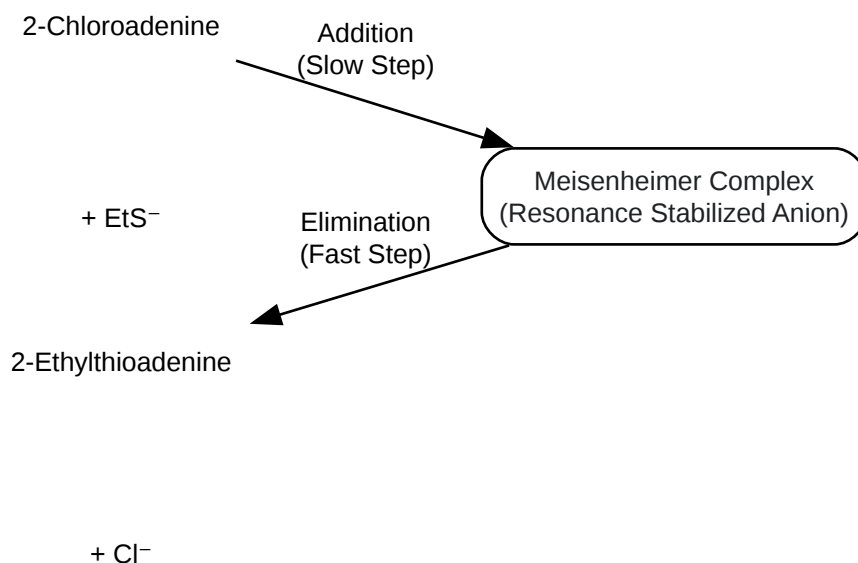 2-Chloroadenine
Addition
(Slow Step)
Meisenheimer Complex
(Resonance Stabilized Anion)
+ EtS⁻
Elimination
(Fast Step)
2-Ethylthioadenine
+ Cl⁻